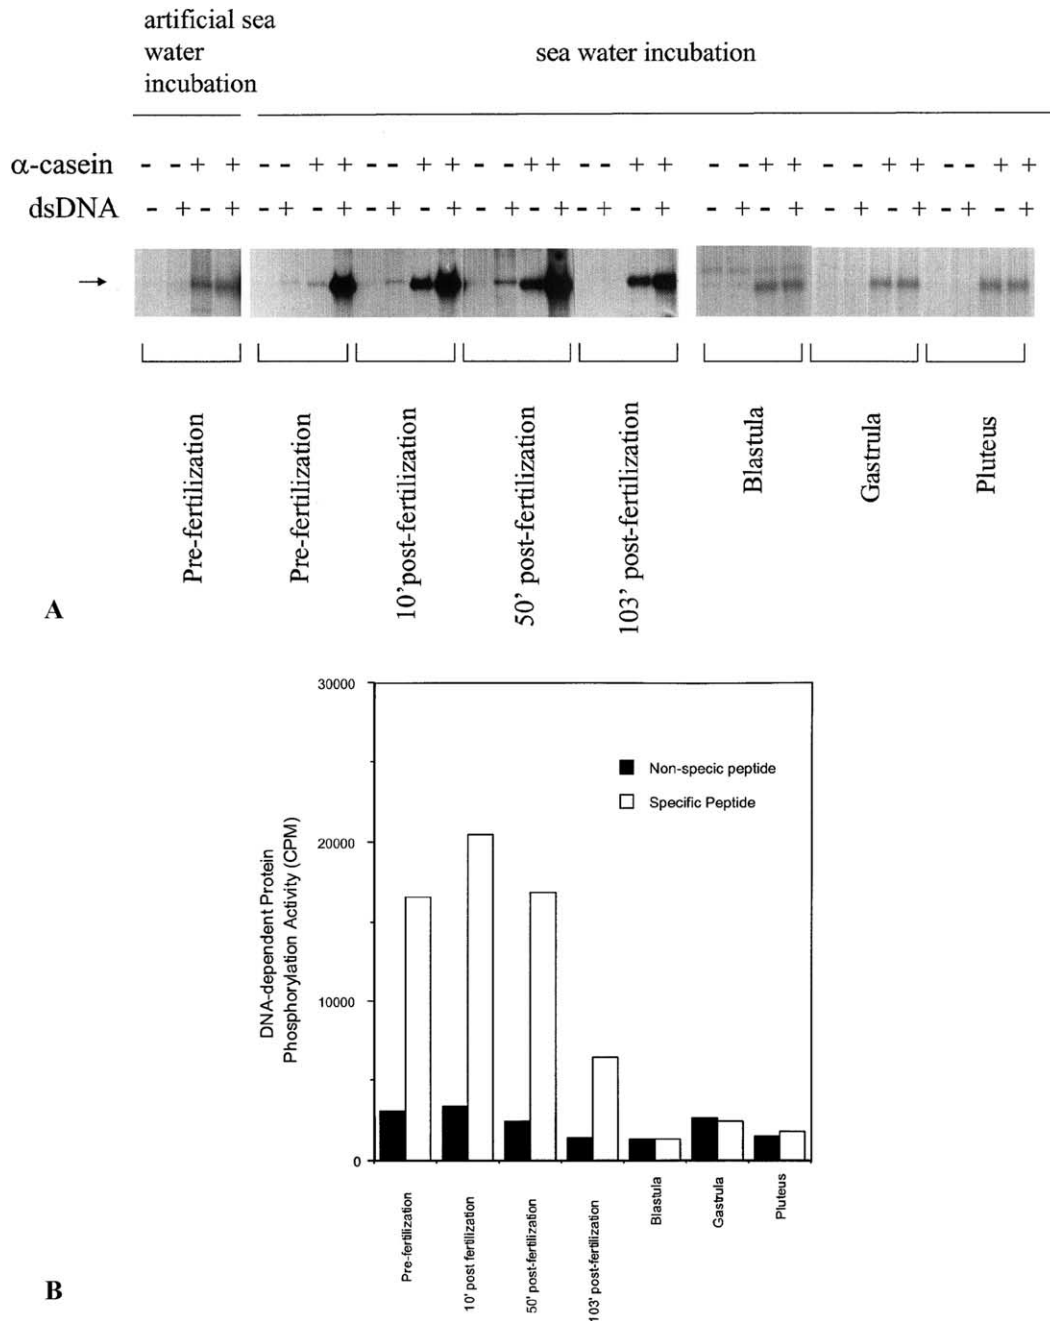 artificial sea
water
incubation
sea water incubation
α-casein - - + + - - + + - - + + - - + + - - + + - - + + - - + + - - + +
dsDNA - + - + - + - + - + - + - + - + - + - + - + - + - + - + - + - +
→
Pre-fertilization
Pre-fertilization
10'post-fertilization
50' post-fertilization
103' post-fertilization
Blastula
Gastrula
Pluteus
A
30000
20000
10000
0
DNA-dependent Protein
Phosphorylation Activity (CPM)
Non-specic peptide
Specific Peptide
Pre-fertilization
10' post fertilization
50' post-fertilization
103' post-fertilization
Blastula
Gastrula
Pluteus
B